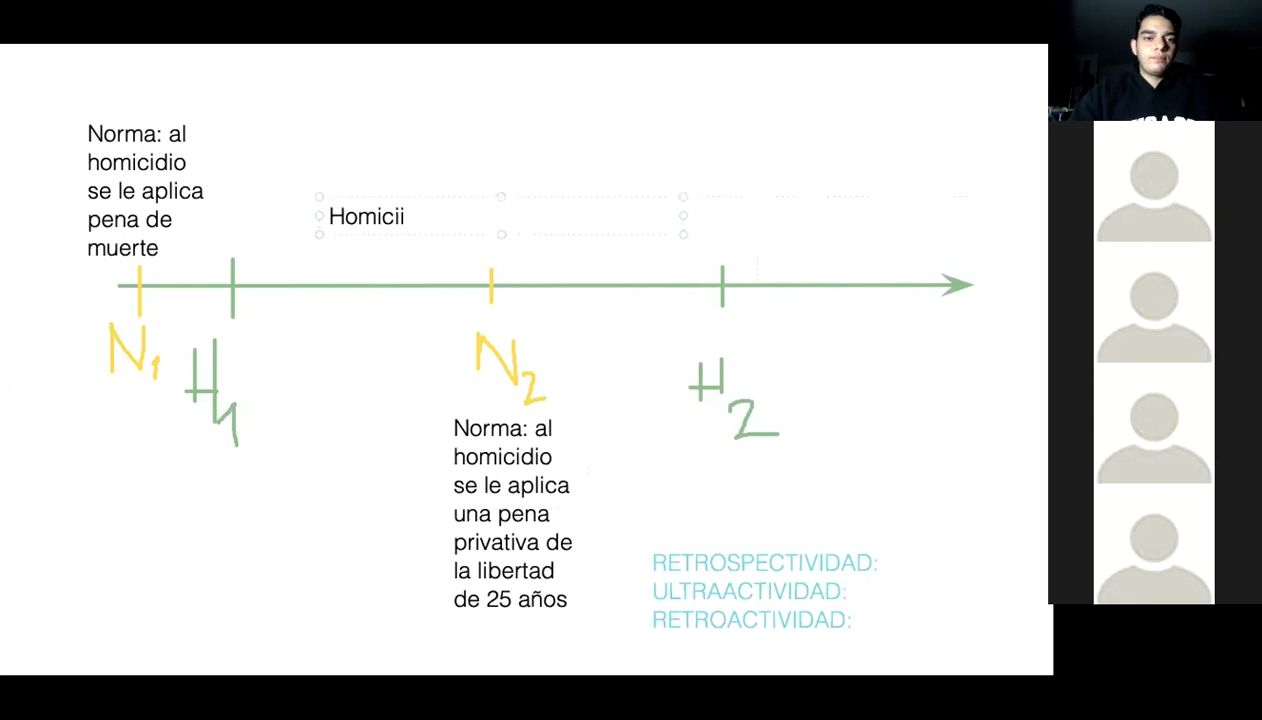 Norma: al
homicidio
se le aplica
pena de
muerte
Homicii
N1
H1
N2
H2
Norma: al
homicidio
se le aplica
una pena
privativa de
la libertad
de 25 años
RETROSPECTIVIDAD:
ULTRAACTIVIDAD:
RETROACTIVIDAD: